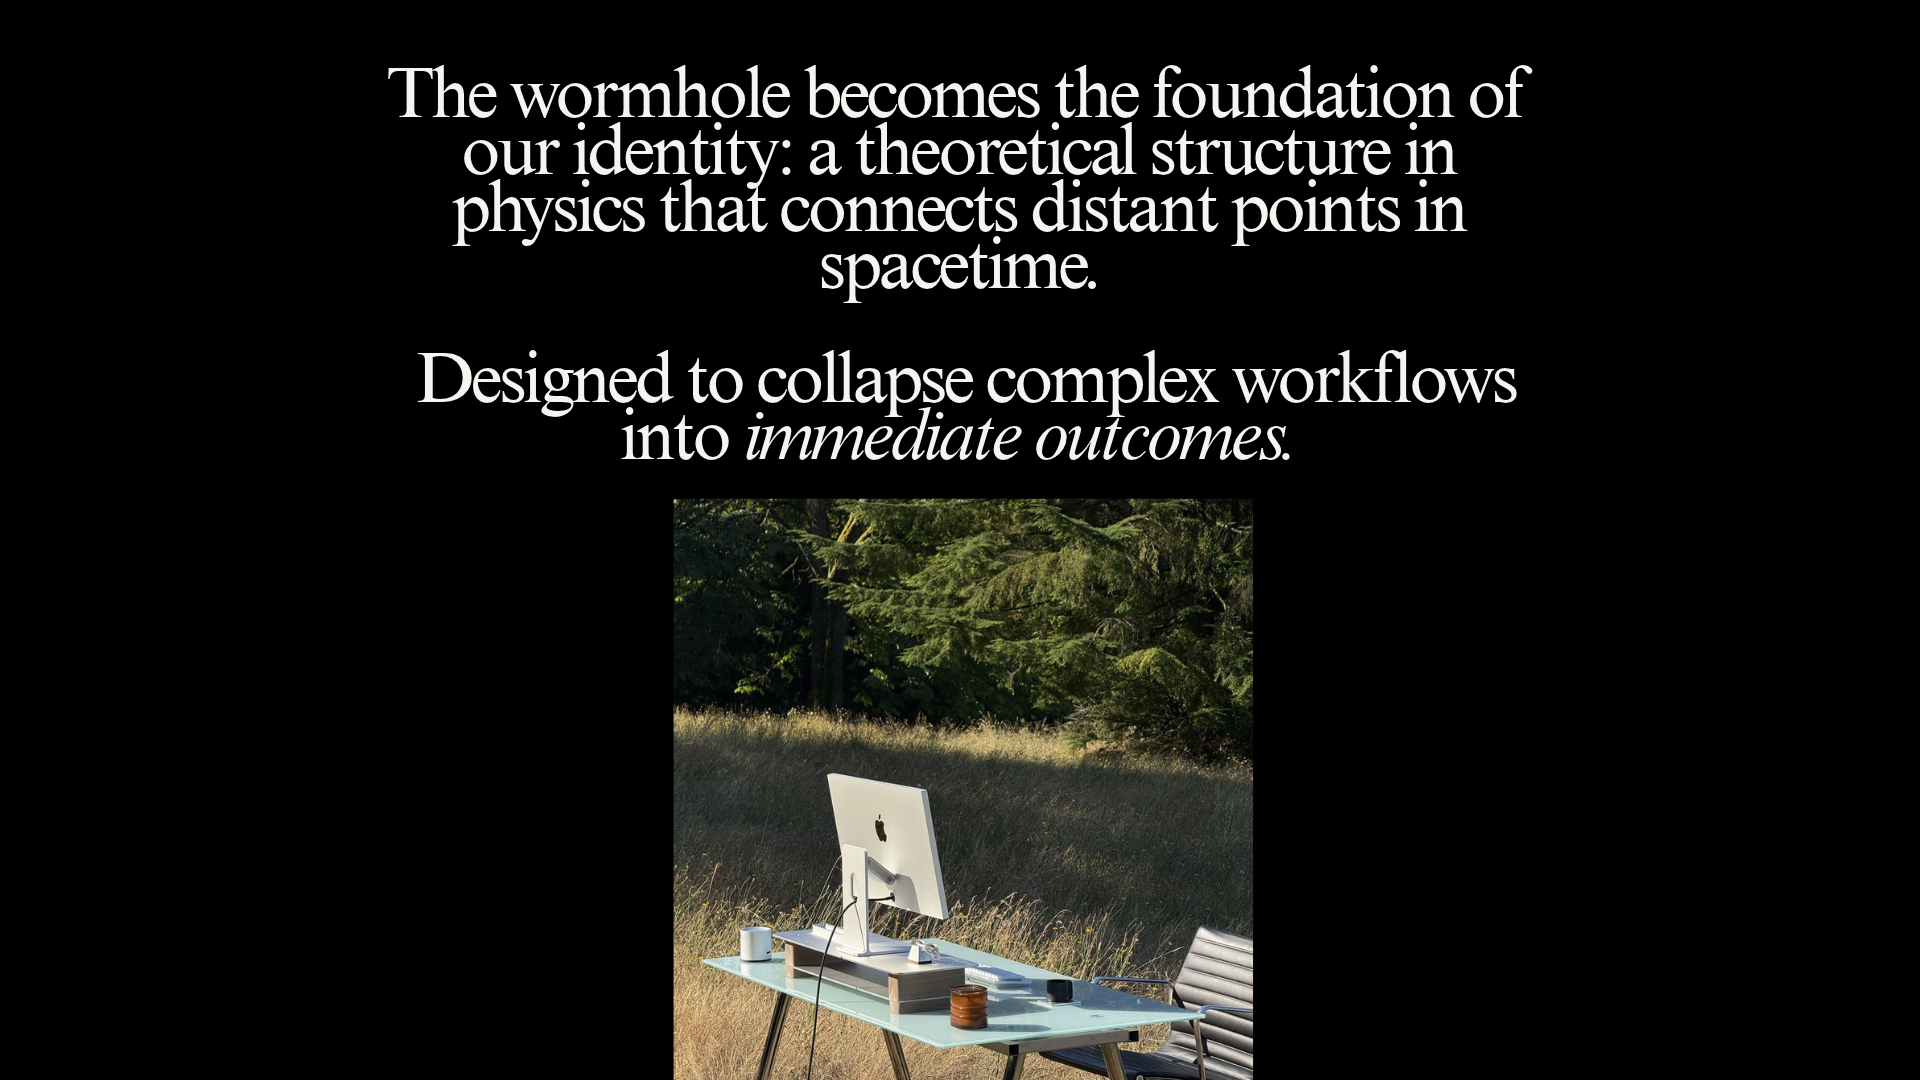 The wormhole becomes the foundation of
our identity: a theoretical structure in
physics that connects distant points in
spacetime.
Designed to collapse complex workflows
into immediate outcomes.